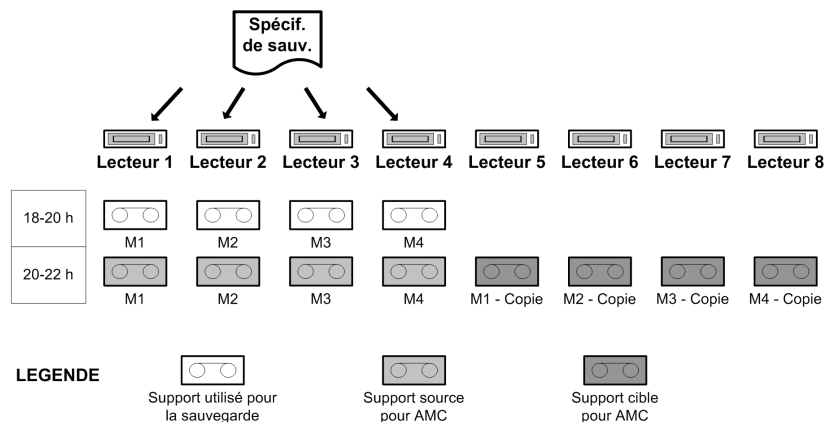 Spécif.
de sauv.
Lecteur 1 Lecteur 2 Lecteur 3 Lecteur 4 Lecteur 5 Lecteur 6 Lecteur 7 Lecteur 8
18-20 h
M1 M2 M3 M4
20-22 h
M1 M2 M3 M4 M1 - Copie M2 - Copie M3 - Copie M4 - Copie
LEGENDE
Support utilisé pour
la sauvegarde
Support source
pour AMC
Support cible
pour AMC